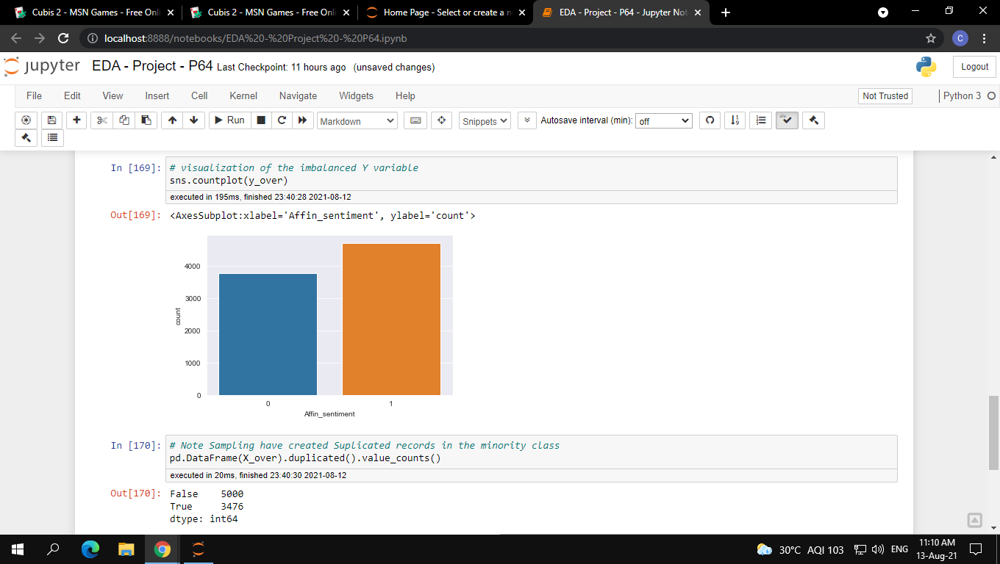 Cubis 2 - MSN Games - Free Onli
Cubis 2 - MSN Games - Free Onli
Home Page - Select or create a n
EDA - Project - P64 - Jupyter Not
localhost:8888/notebooks/EDA%20-%20Project%20-%20P64.ipynb
C
jupyter
EDA - Project - P64
Last Checkpoint: 11 hours ago
(unsaved changes)
Logout
File
Edit
View
Insert
Cell
Kernel
Navigate
Widgets
Help
Not Trusted
Python 3
Run
Markdown
Snippets
Autosave interval (min):
off
In [169]:
# visualization of the imbalanced Y variable
sns.countplot(y_over)
executed in 195ms, finished 23:40:28 2021-08-12
Out[169]:
<AxesSubplot:xlabel='Affin_sentiment', ylabel='count'>
4000
3000
2000
1000
0
count
0
1
Affin_sentiment
In [170]:
# Note Sampling have created Suplicated records in the minority class
pd.DataFrame(X_over).duplicated().value_counts()
executed in 20ms, finished 23:40:30 2021-08-12
Out[170]:
False 5000
True 3476
dtype: int64
30°C AQI 103
ENG
11:10 AM
13-Aug-21